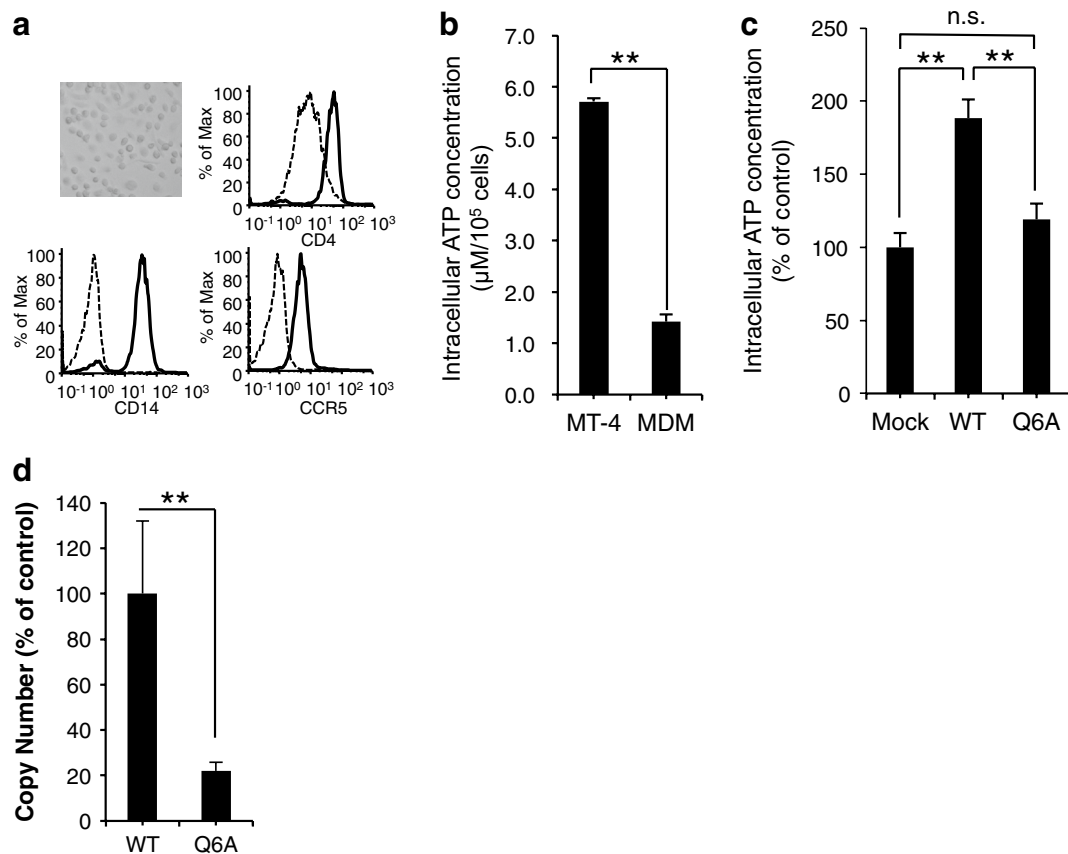 a
% of Max
100
80
60
40
20
0
10-1 100 101 102 103
CD4
% of Max
100
80
60
40
20
0
10-1 100 101 102 103
CD14
% of Max
100
80
60
40
20
0
10-1 100 101 102 103
CCR5
b
Intracellular ATP concentration
(µM/10⁵ cells)
7.0
6.0
5.0
4.0
3.0
2.0
1.0
0.0
**
MT-4 MDM
c
Intracellular ATP concentration
(% of control)
250
200
150
100
50
0
n.s.
** **
Mock WT Q6A
d
Copy Number (% of control)
140
120
100
80
60
40
20
0
**
WT Q6A